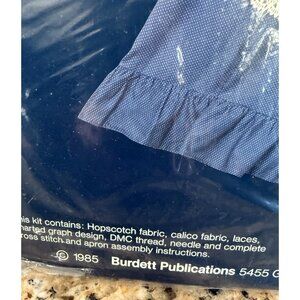 his kit contains: Hopscotch fabric, calico fabric, laces,
harted graph design, DMC thread, needle and complete
ross stitch and apron assembly instructions.
© 1985 Burdett Publications 5455 G